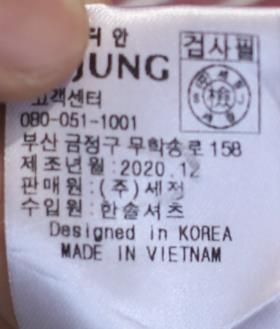 디안
검사필
JUNG
고객센터
080-051-1001
부산 금정구 무학송로 158
제조년월 : 2020. 12
판매원 : (주)세정
수입원 : 한솔셔츠
Designed in KOREA
MADE IN VIETNAM